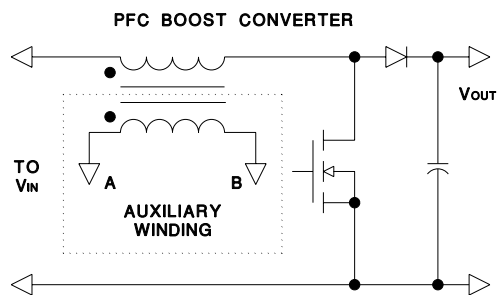 PFC BOOST CONVERTER
VOUT
TO
VIN
A
B
AUXILIARY
WINDING